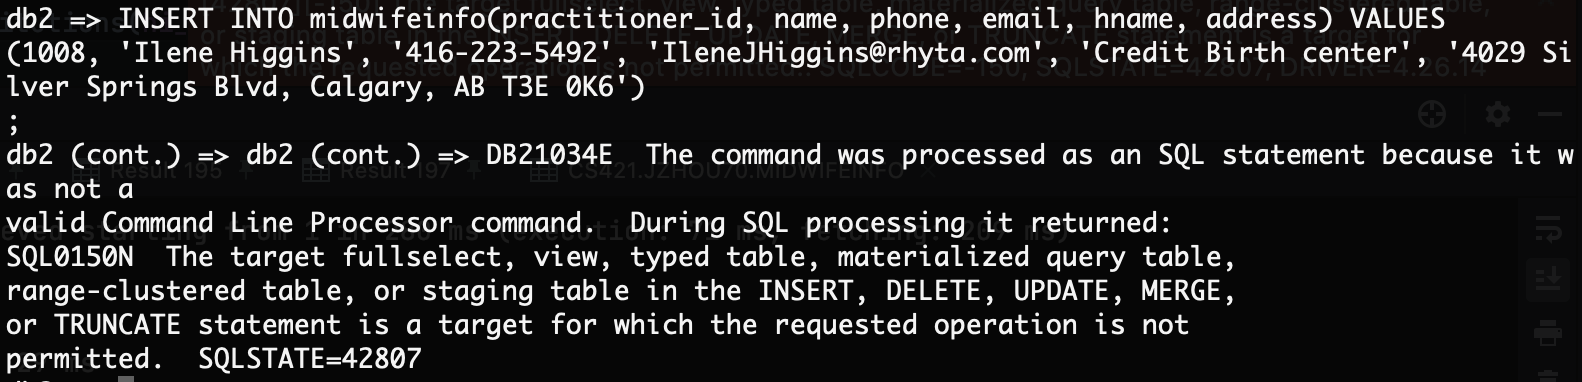 db2 => INSERT INTO midwifeinfo(practitioner_id, name, phone, email, hname, address) VALUES
(1008, 'Ilene Higgins', '416-223-5492', 'IleneJHiggins@rhyta.com', 'Credit Birth center', '4029 Si
lver Springs Blvd, Calgary, AB T3E 0K6')
;
db2 (cont.) => db2 (cont.) => DB21034E  The command was processed as an SQL statement because it w
as not a
valid Command Line Processor command.  During SQL processing it returned:
SQL0150N  The target fullselect, view, typed table, materialized query table,
range-clustered table, or staging table in the INSERT, DELETE, UPDATE, MERGE,
or TRUNCATE statement is a target for which the requested operation is not
permitted.  SQLSTATE=42807